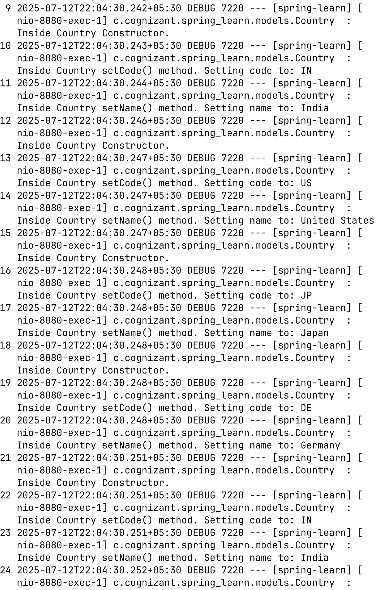 9 2025-07-12T22:04:30.242+05:30 DEBUG 7220 --- [spring-learn] [
nio-8080-exec-1] c.cognizant.spring_learn.models.Country  :
Inside Country Constructor.
10 2025-07-12T22:04:30.243+05:30 DEBUG 7220 --- [spring-learn] [
nio-8080-exec-1] c.cognizant.spring_learn.models.Country  :
Inside Country setCode() method. Setting code to: IN
11 2025-07-12T22:04:30.244+05:30 DEBUG 7220 --- [spring-learn] [
nio-8080-exec-1] c.cognizant.spring_learn.models.Country  :
Inside Country setName() method. Setting name to: India
12 2025-07-12T22:04:30.246+05:30 DEBUG 7220 --- [spring-learn] [
nio-8080-exec-1] c.cognizant.spring_learn.models.Country  :
Inside Country Constructor.
13 2025-07-12T22:04:30.247+05:30 DEBUG 7220 --- [spring-learn] [
nio-8080-exec-1] c.cognizant.spring_learn.models.Country  :
Inside Country setCode() method. Setting code to: US
14 2025-07-12T22:04:30.247+05:30 DEBUG 7220 --- [spring-learn] [
nio-8080-exec-1] c.cognizant.spring_learn.models.Country  :
Inside Country setName() method. Setting name to: United States
15 2025-07-12T22:04:30.247+05:30 DEBUG 7220 --- [spring-learn] [
nio-8080-exec-1] c.cognizant.spring_learn.models.Country  :
Inside Country Constructor.
16 2025-07-12T22:04:30.248+05:30 DEBUG 7220 --- [spring-learn] [
nio-8080-exec-1] c.cognizant.spring_learn.models.Country  :
Inside Country setCode() method. Setting code to: JP
17 2025-07-12T22:04:30.248+05:30 DEBUG 7220 --- [spring-learn] [
nio-8080-exec-1] c.cognizant.spring_learn.models.Country  :
Inside Country setName() method. Setting name to: Japan
18 2025-07-12T22:04:30.248+05:30 DEBUG 7220 --- [spring-learn] [
nio-8080-exec-1] c.cognizant.spring_learn.models.Country  :
Inside Country Constructor.
19 2025-07-12T22:04:30.248+05:30 DEBUG 7220 --- [spring-learn] [
nio-8080-exec-1] c.cognizant.spring_learn.models.Country  :
Inside Country setCode() method. Setting code to: DE
20 2025-07-12T22:04:30.248+05:30 DEBUG 7220 --- [spring-learn] [
nio-8080-exec-1] c.cognizant.spring_learn.models.Country  :
Inside Country setName() method. Setting name to: Germany
21 2025-07-12T22:04:30.251+05:30 DEBUG 7220 --- [spring-learn] [
nio-8080-exec-1] c.cognizant.spring_learn.models.Country  :
Inside Country Constructor.
22 2025-07-12T22:04:30.251+05:30 DEBUG 7220 --- [spring-learn] [
nio-8080-exec-1] c.cognizant.spring_learn.models.Country  :
Inside Country setCode() method. Setting code to: IN
23 2025-07-12T22:04:30.251+05:30 DEBUG 7220 --- [spring-learn] [
nio-8080-exec-1] c.cognizant.spring_learn.models.Country  :
Inside Country setName() method. Setting name to: India
24 2025-07-12T22:04:30.252+05:30 DEBUG 7220 --- [spring-learn] [
nio-8080-exec-1] c.cognizant.spring_learn.models.Country  :